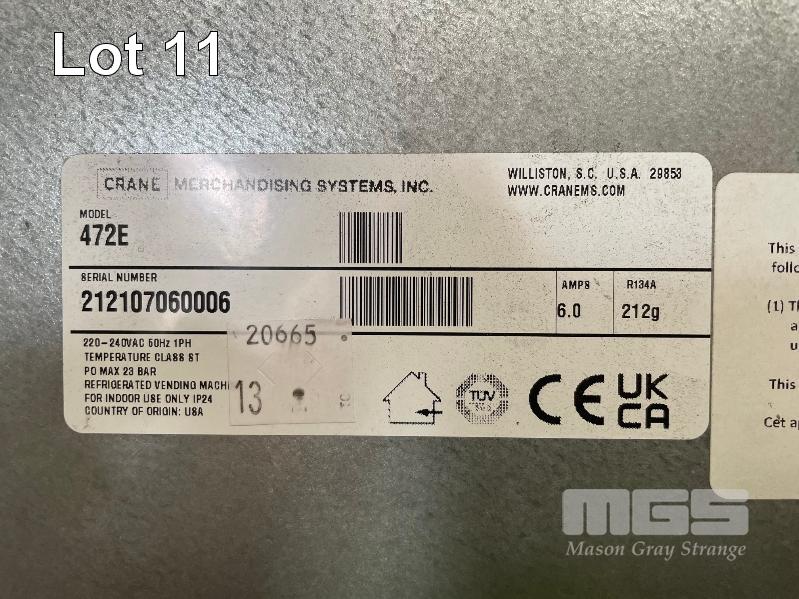 Lot 11
CRANE MERCHANDISING SYSTEMS, INC.
WILLISTON, S.C. U.S.A. 29853
WWW.CRANEMS.COM
MODEL
472E
SERIAL NUMBER
212107060006
AMPS
6.0
R134A
212g
220-240VAC 50Hz 1PH
TEMPERATURE CLASS ST
PO MAX 23 BAR
REFRIGERATED VENDING MACHI
FOR INDOOR USE ONLY IP24
COUNTRY OF ORIGIN: USA
20665
13
TÜV
CE
UK
CA
This
follo
(1) Th
a
u
This
Cet ap
MGS
Mason Gray Strange